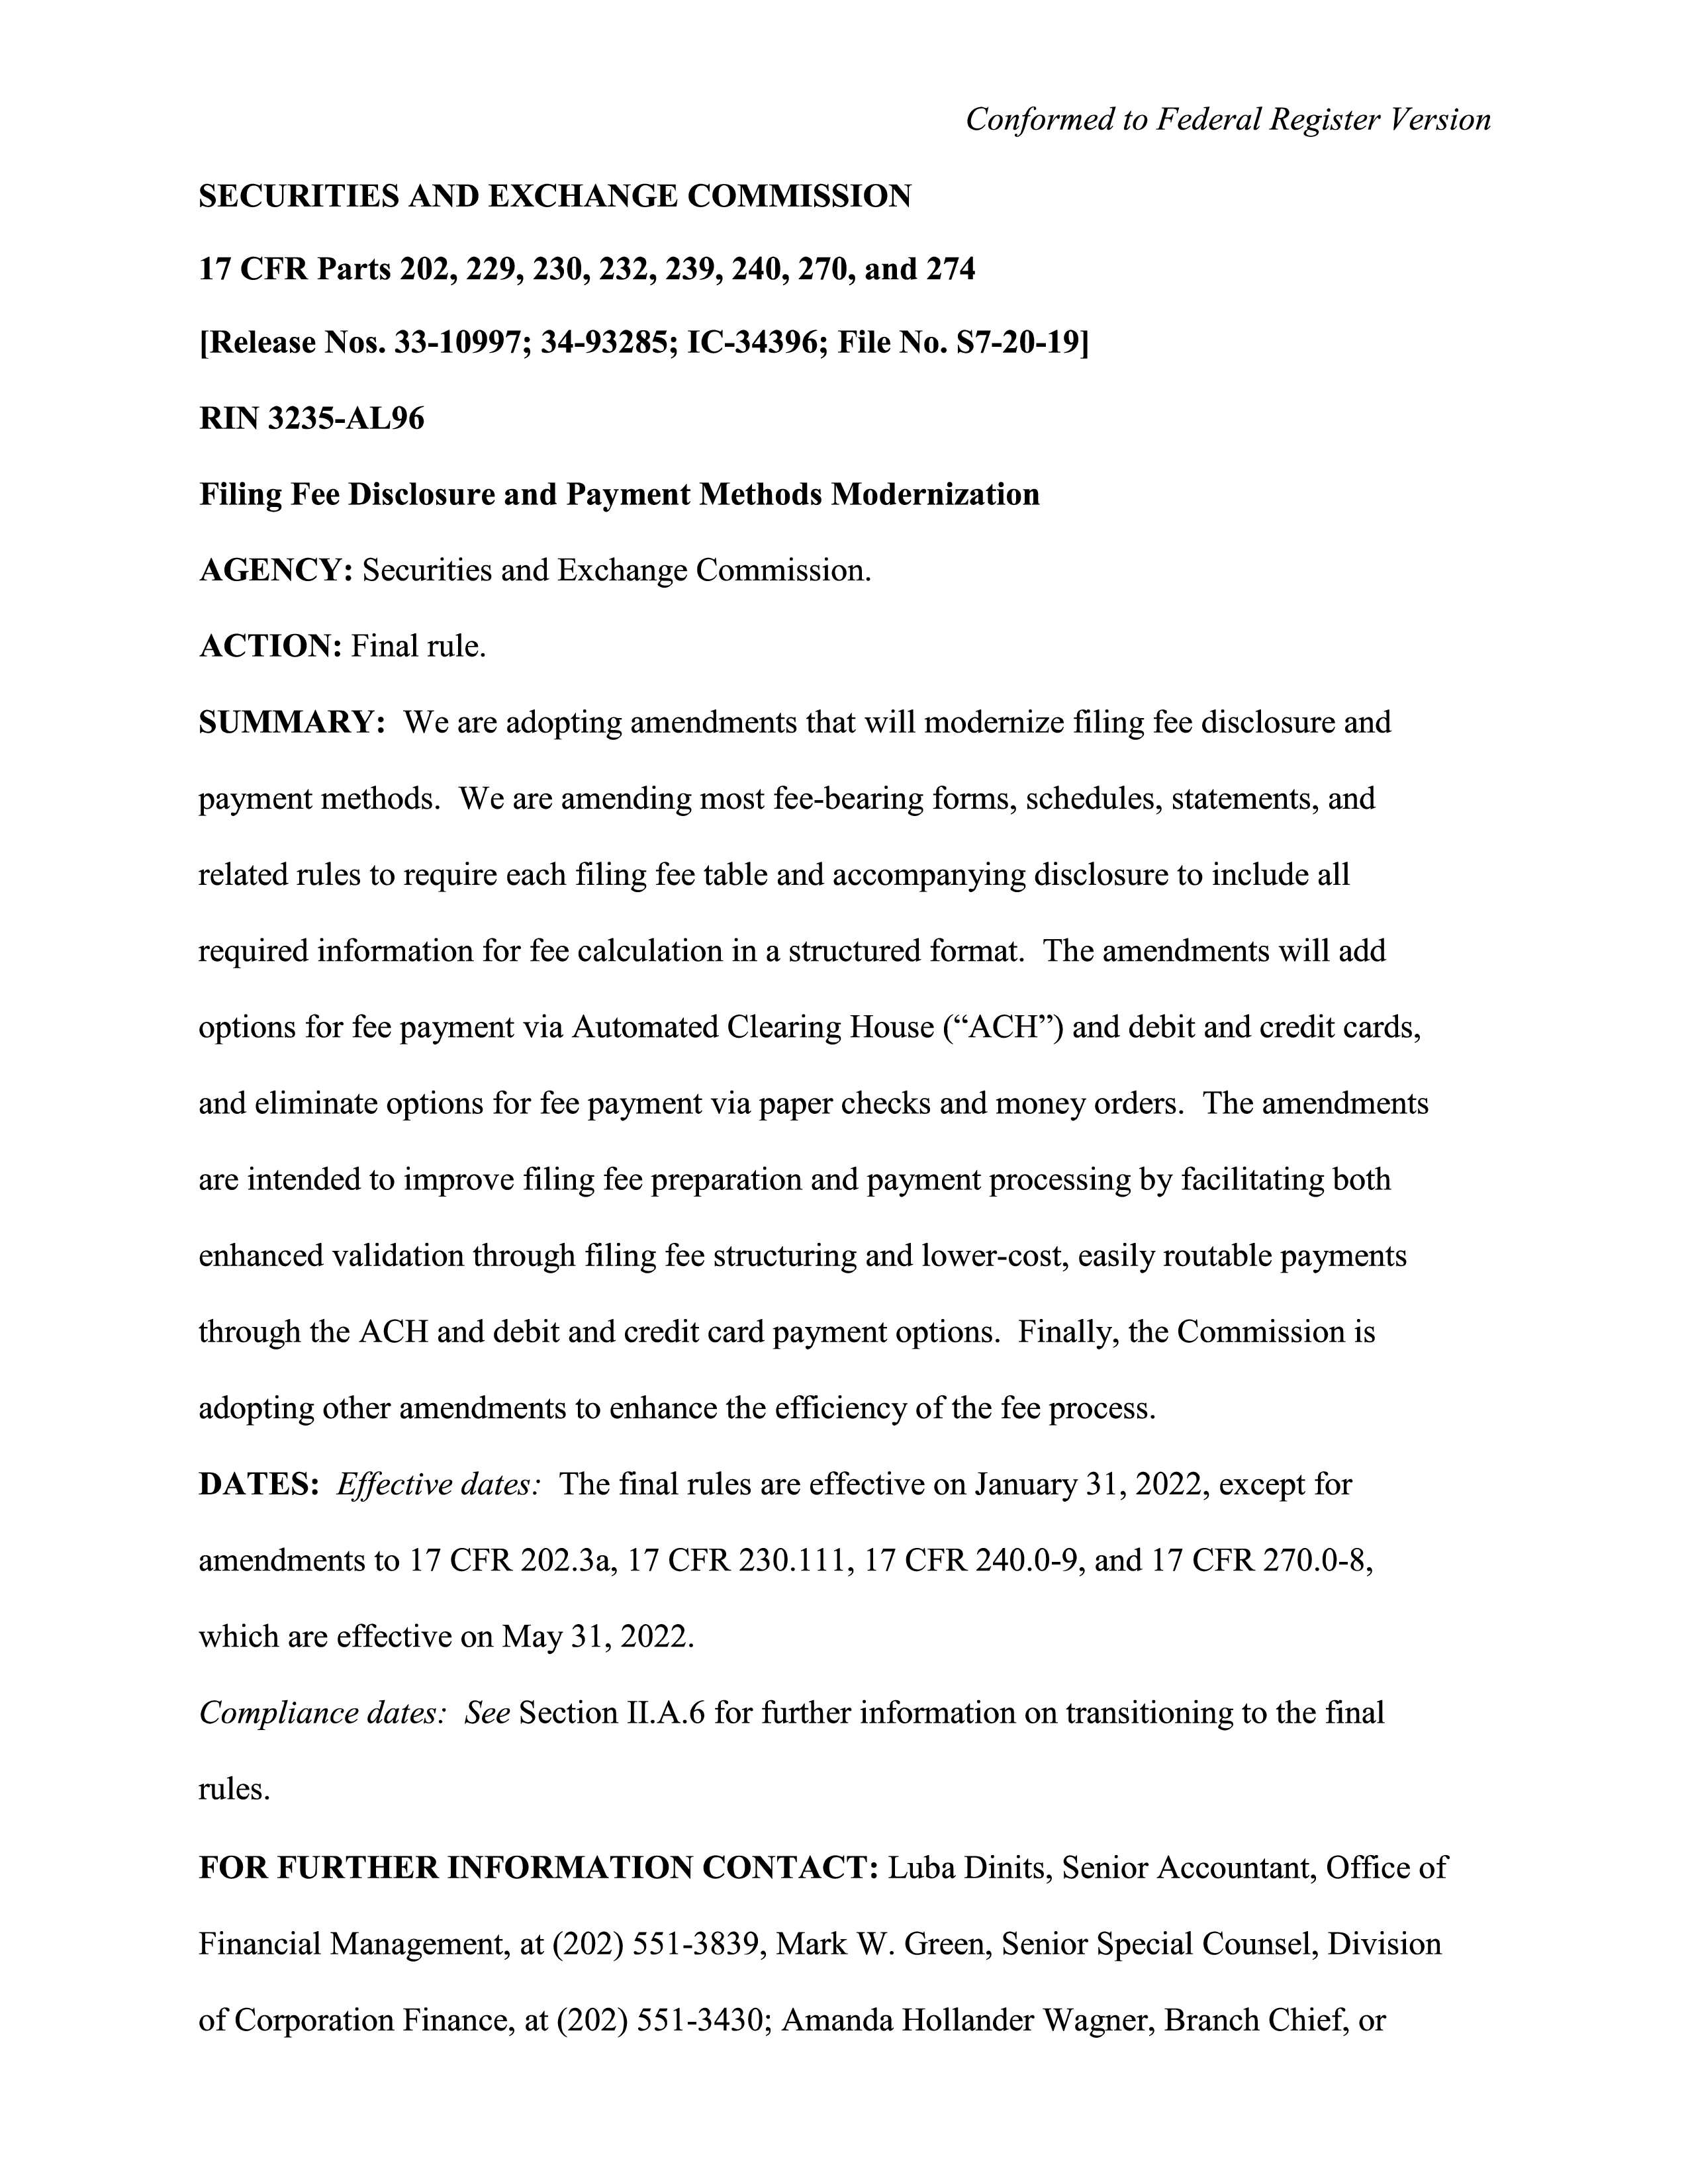 Conformed to Federal Register Version
SECURITIES AND EXCHANGE COMMISSION
17 CFR Parts 202, 229, 230, 232, 239, 240, 270, and 274
[Release Nos. 33-10997; 34-93285; IC-34396; File No. S7-20-19]
RIN 3235-AL96
Filing Fee Disclosure and Payment Methods Modernization
AGENCY: Securities and Exchange Commission.
ACTION: Final rule.
SUMMARY:  We are adopting amendments that will modernize filing fee disclosure and
payment methods.  We are amending most fee-bearing forms, schedules, statements, and
related rules to require each filing fee table and accompanying disclosure to include all
required information for fee calculation in a structured format.  The amendments will add
options for fee payment via Automated Clearing House (“ACH”) and debit and credit cards,
and eliminate options for fee payment via paper checks and money orders.  The amendments
are intended to improve filing fee preparation and payment processing by facilitating both
enhanced validation through filing fee structuring and lower-cost, easily routable payments
through the ACH and debit and credit card payment options.  Finally, the Commission is
adopting other amendments to enhance the efficiency of the fee process.
DATES:  Effective dates:  The final rules are effective on January 31, 2022, except for
amendments to 17 CFR 202.3a, 17 CFR 230.111, 17 CFR 240.0-9, and 17 CFR 270.0-8,
which are effective on May 31, 2022.
Compliance dates:  See Section II.A.6 for further information on transitioning to the final
rules.
FOR FURTHER INFORMATION CONTACT: Luba Dinits, Senior Accountant, Office of
Financial Management, at (202) 551-3839, Mark W. Green, Senior Special Counsel, Division
of Corporation Finance, at (202) 551-3430; Amanda Hollander Wagner, Branch Chief, or